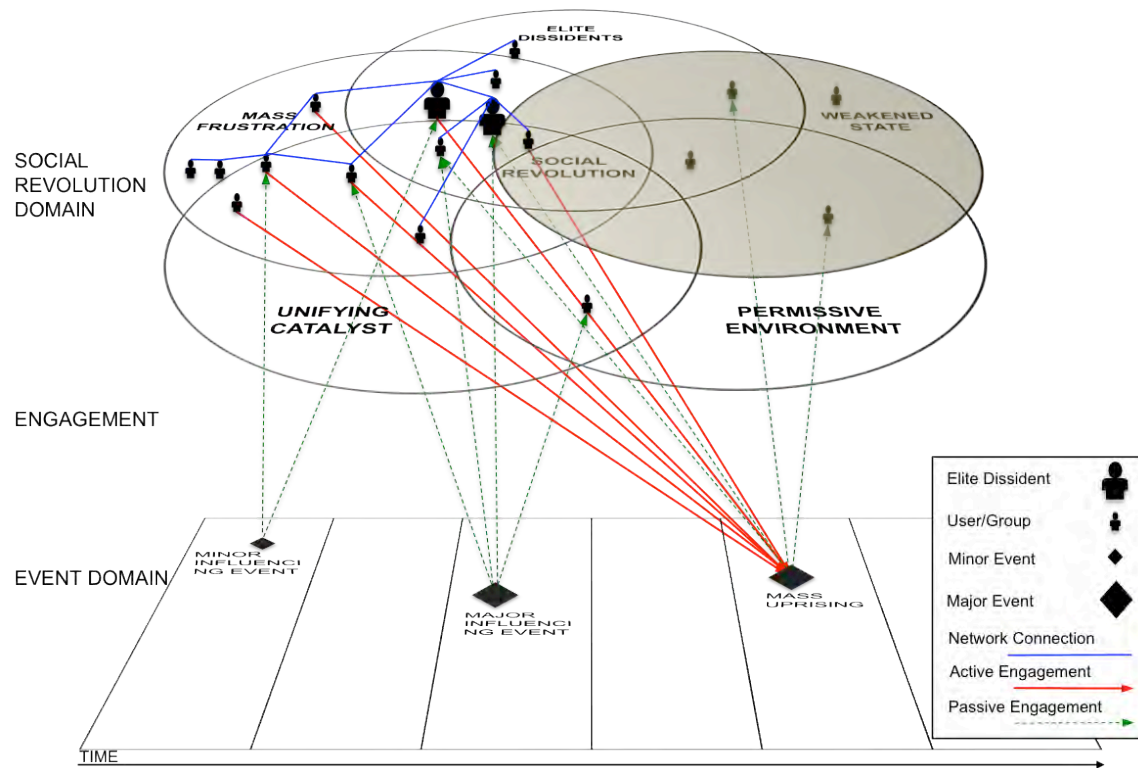 ELITE
DISSIDENTS
MASS
FRUSTRATION
WEAKENED
STATE
SOCIAL
REVOLUTION
SOCIAL
REVOLUTION
DOMAIN
UNIFYING
CATALYST
PERMISSIVE
ENVIRONMENT
ENGAGEMENT
EVENT DOMAIN
MINOR
INFLUENCI
NG EVENT
MAJOR
INFLUENCI
NG EVENT
MASS
UPRISING
TIME
Elite Dissident
User/Group
Minor Event
Major Event
Network Connection
Active Engagement
Passive Engagement